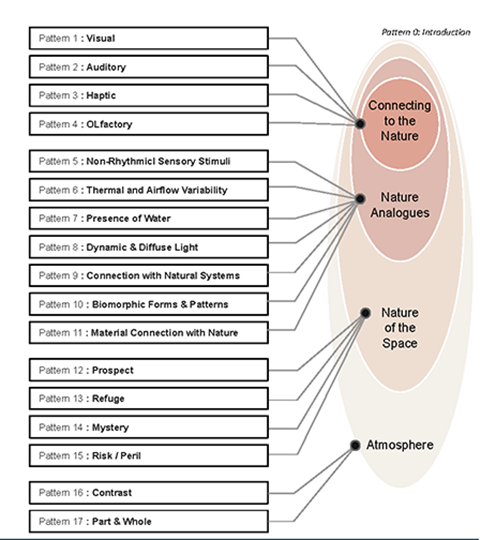 Pattern 0: Introduction
Pattern 1 : Visual
Pattern 2 : Auditory
Pattern 3 : Haptic
Pattern 4 : OLfactory
Pattern 5 : Non-Rhythmicl Sensory Stimuli
Pattern 6 : Thermal and Airflow Variability
Pattern 7 : Presence of Water
Pattern 8 : Dynamic & Diffuse Light
Pattern 9 : Connection with Natural Systems
Pattern 10 : Biomorphic Forms & Patterns
Pattern 11 : Material Connection with Nature
Pattern 12 : Prospect
Pattern 13 : Refuge
Pattern 14 : Mystery
Pattern 15 : Risk / Peril
Pattern 16 : Contrast
Pattern 17 : Part & Whole
Connecting
to the
Nature
Nature
Analogues
Nature
of the
Space
Atmosphere